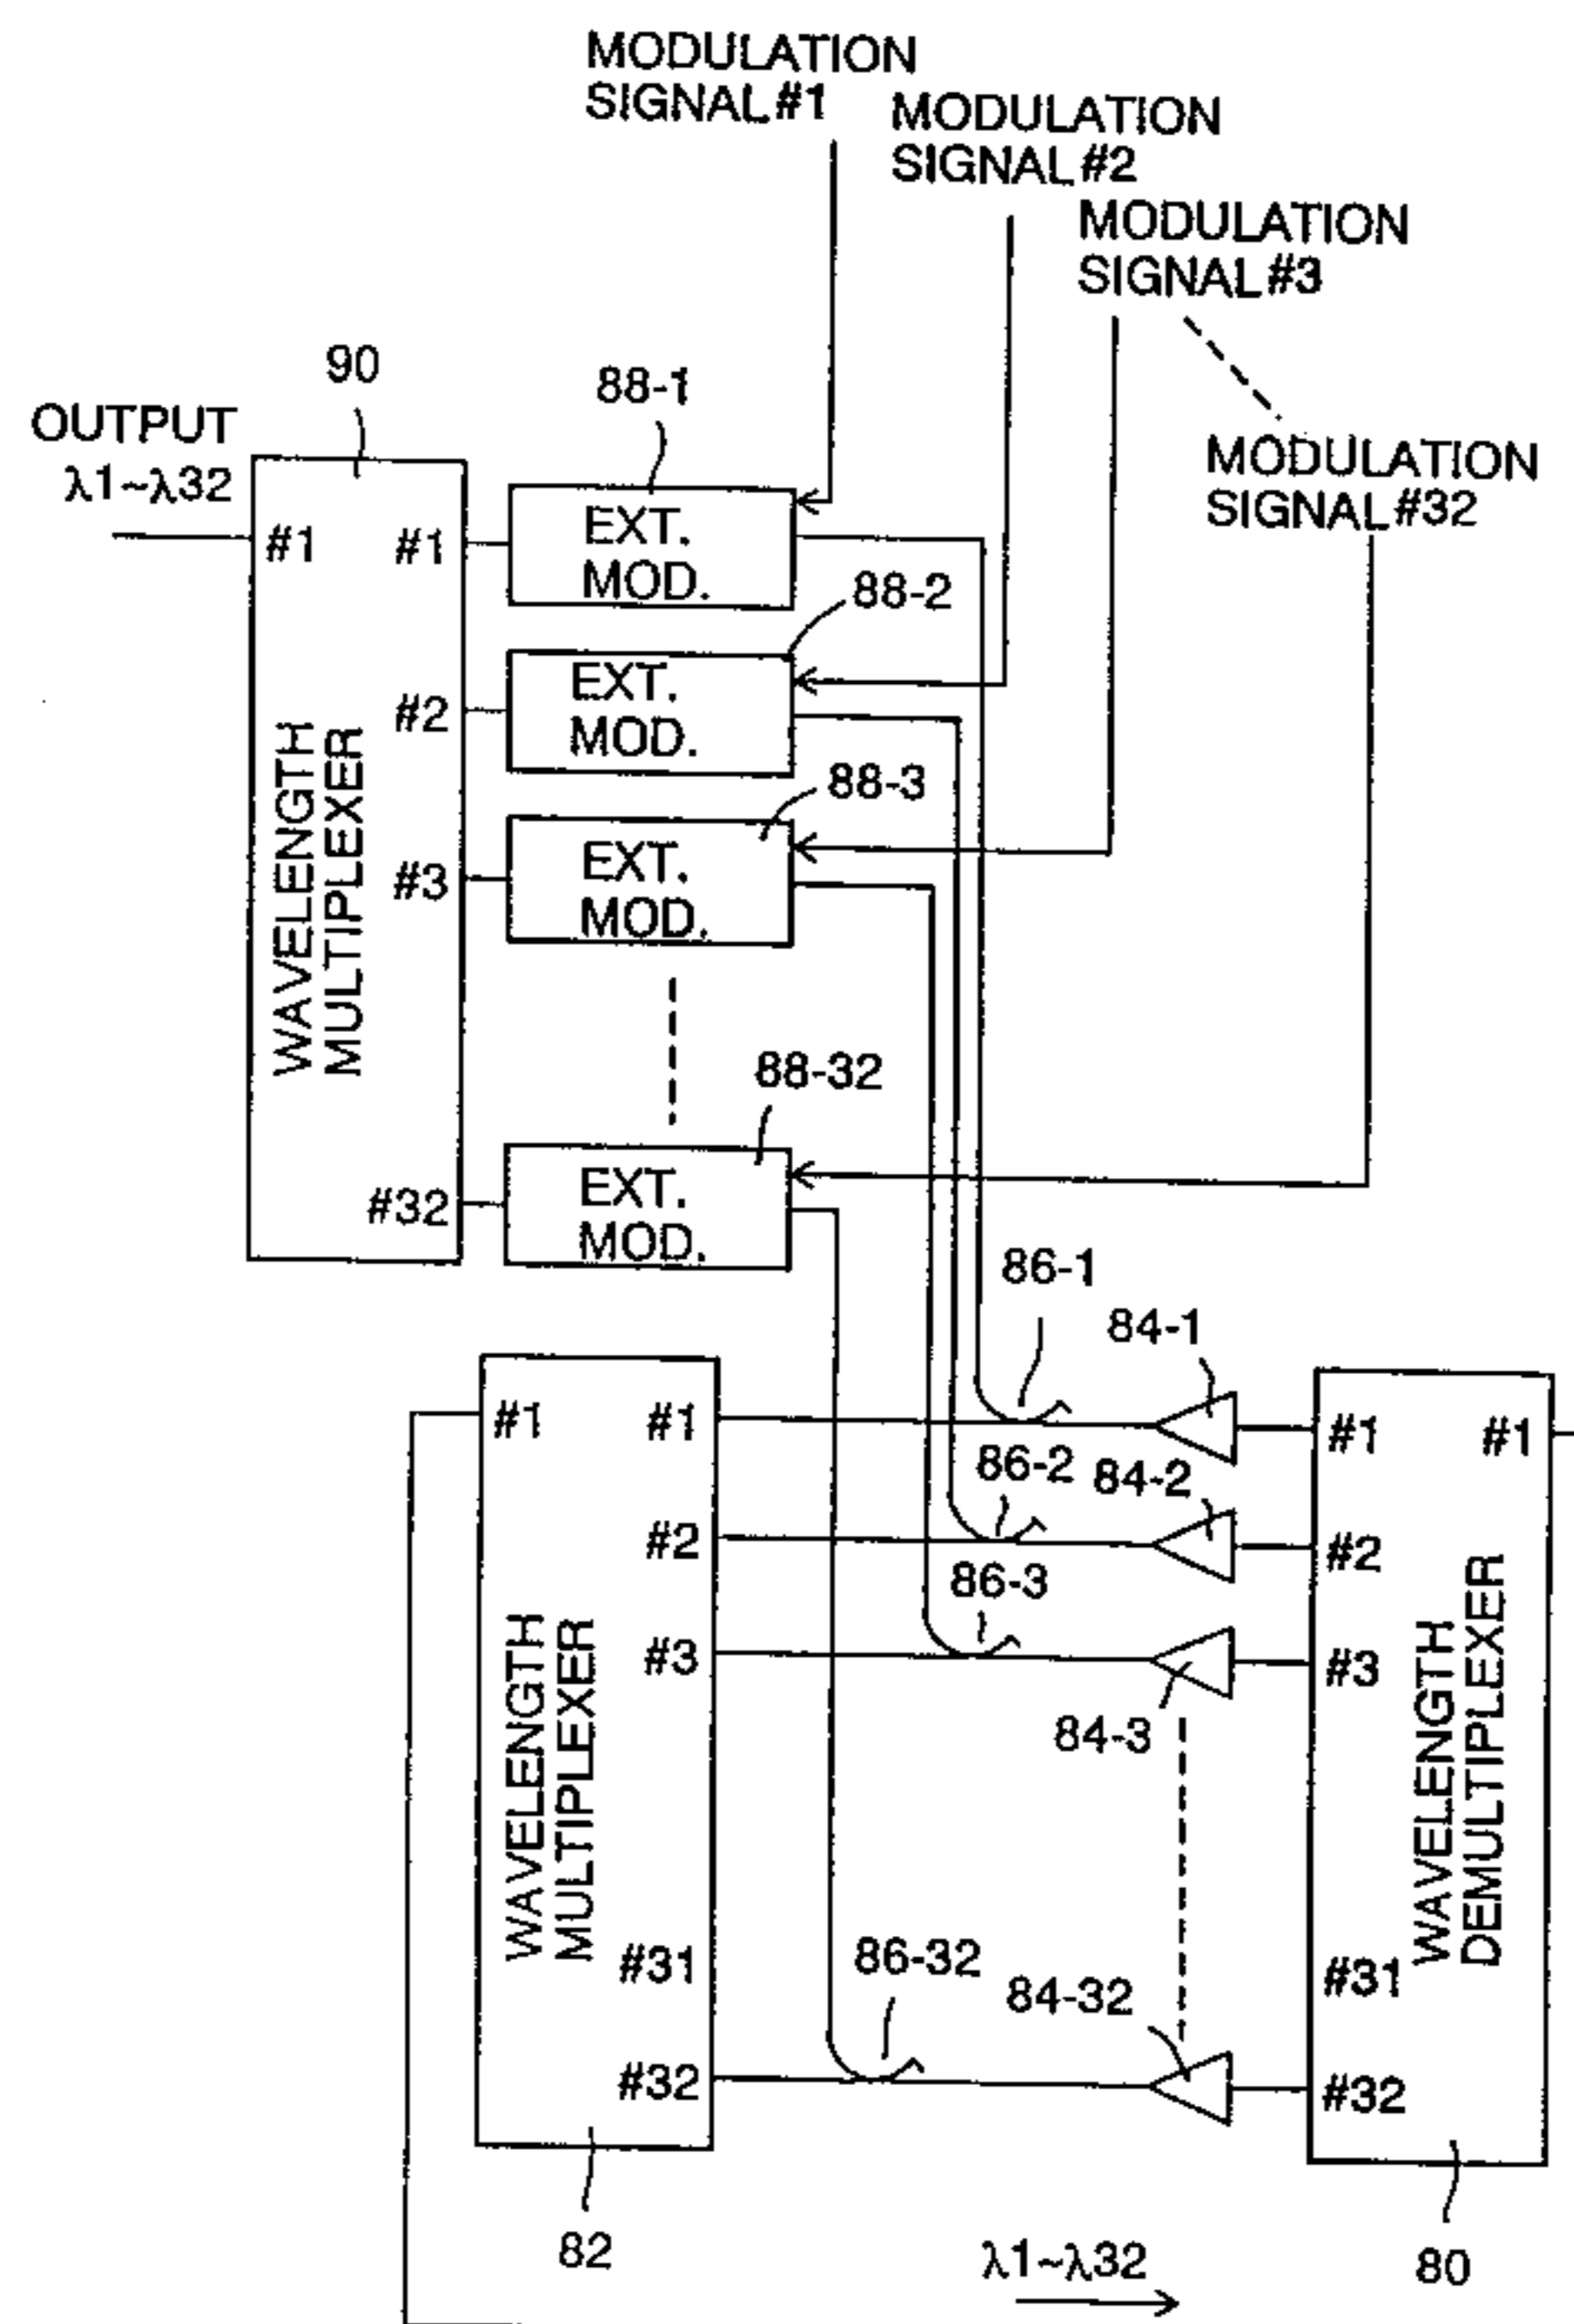 MODULATION
SIGNAL#1
MODULATION
SIGNAL#2
MODULATION
SIGNAL#3
MODULATION
SIGNAL#32
OUTPUT
λ1~λ32
90
88-1
#1
#1
EXT.
MOD.
88-2
#2
EXT.
MOD.
88-3
#3
EXT.
MOD.
WAVELENGTH
MULTIPLEXER
88-32
#32
EXT.
MOD.
86-1
84-1
#1
#1
#1
#1
86-2
84-2
#2
#2
86-3
#3
#3
84-3
WAVELENGTH
MULTIPLEXER
WAVELENGTH
DEMULTIPLEXER
#31
#31
86-32
84-32
#32
#32
82
80
λ1~λ32